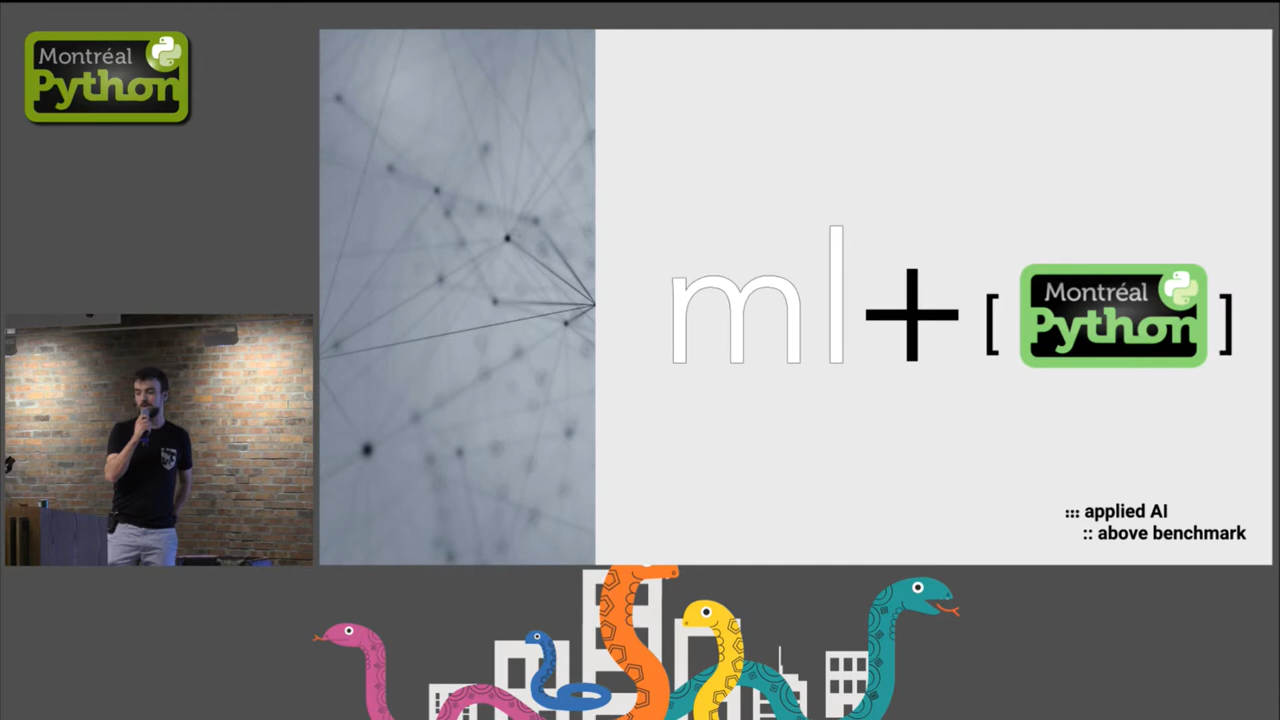 Montréal
Python
ml+[
Montréal
Python
]
::: applied AI
:: above benchmark